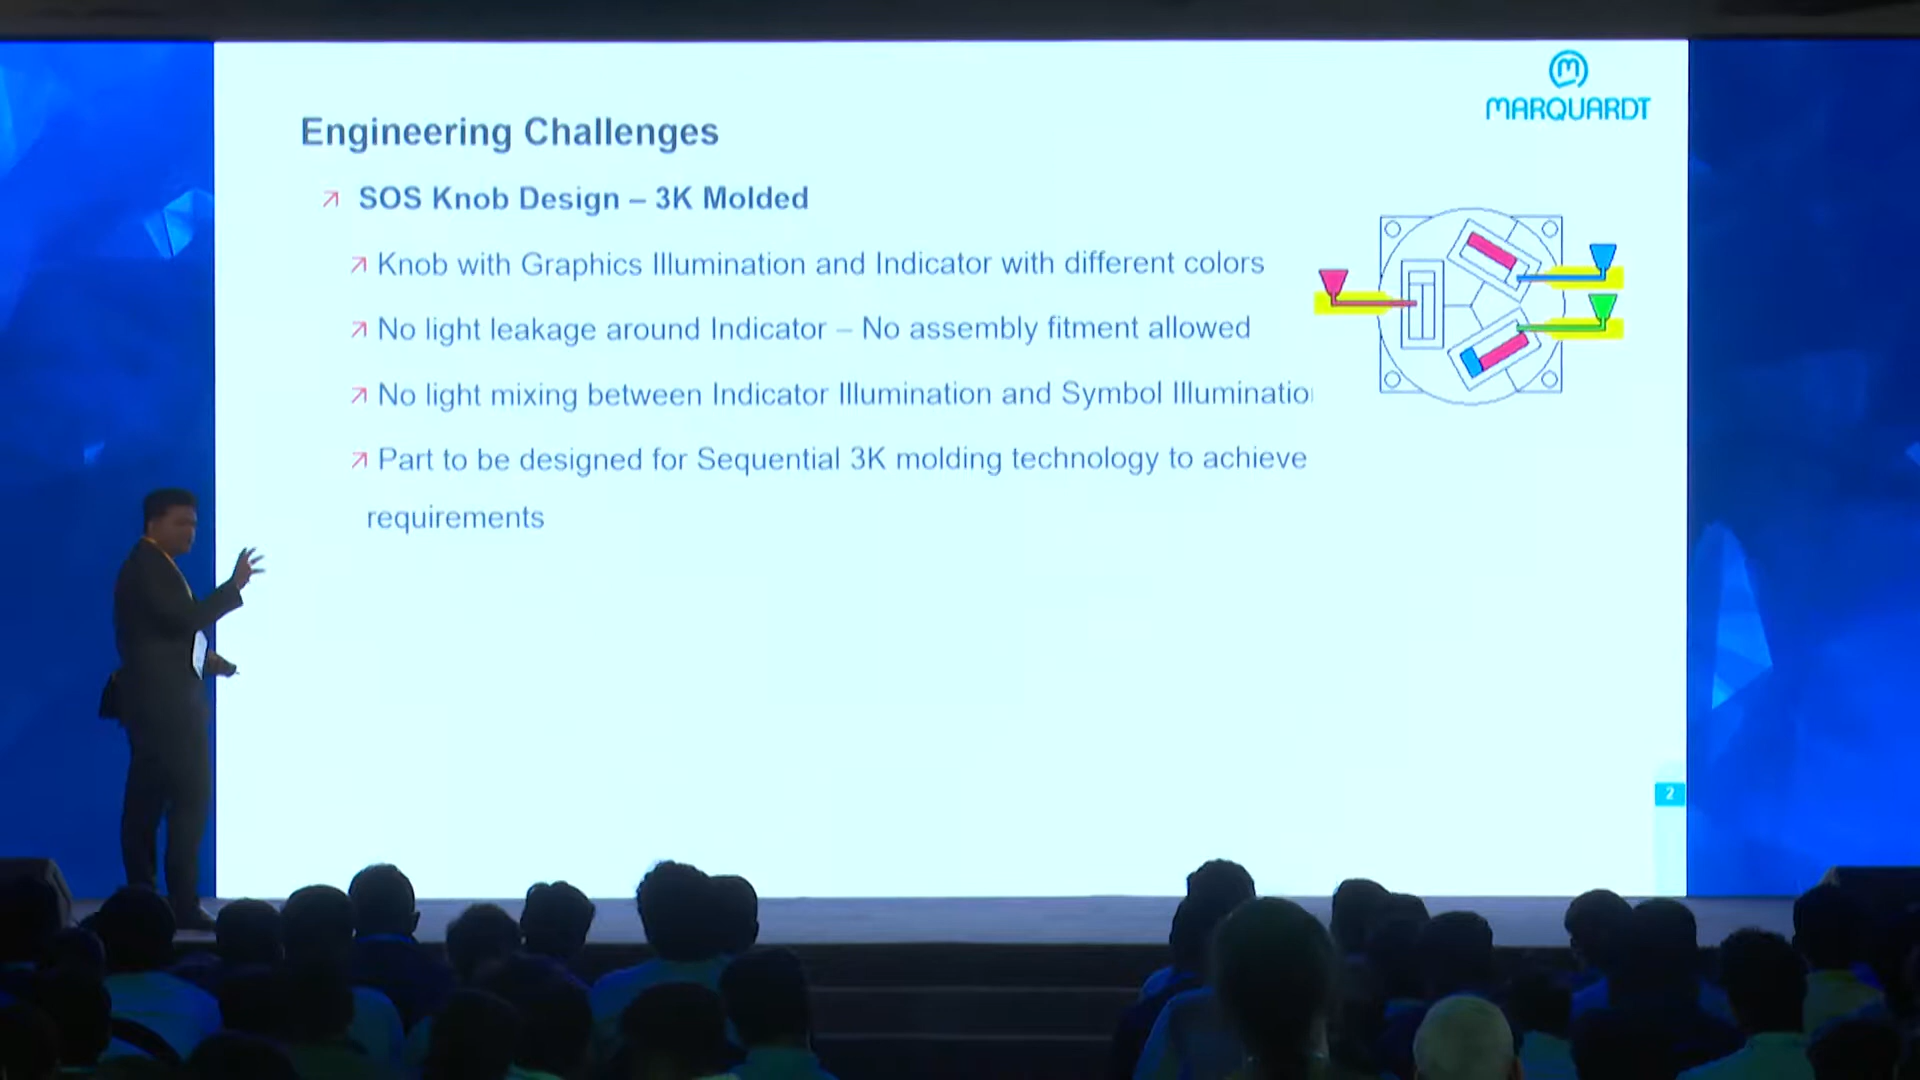 MARQUARDT
Engineering Challenges
SOS Knob Design – 3K Molded
Knob with Graphics Illumination and Indicator with different colors
No light leakage around Indicator – No assembly fitment allowed
No light mixing between Indicator Illumination and Symbol Illuminatio
Part to be designed for Sequential 3K molding technology to achieve
requirements
2